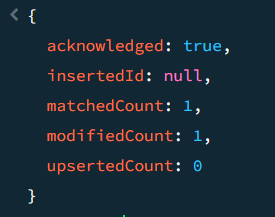 {
acknowledged: true,
insertedId: null,
matchedCount: 1,
modifiedCount: 1,
upsertedCount: 0
}